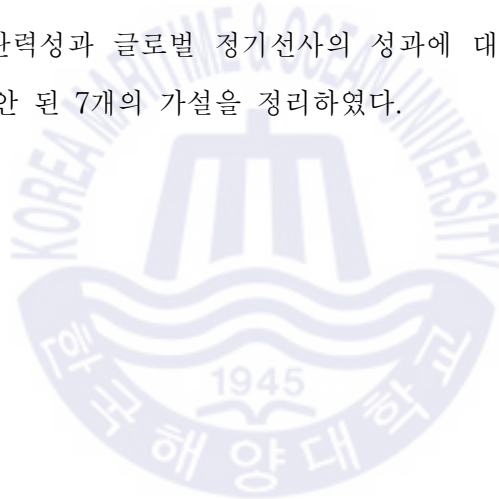 탄력성과 글로벌 정기선사의 성과에 대
안 된 7개의 가설을 정리하였다.
KOREA MARITIME & OCEAN UNIVERSITY
1945
한국해양대학교